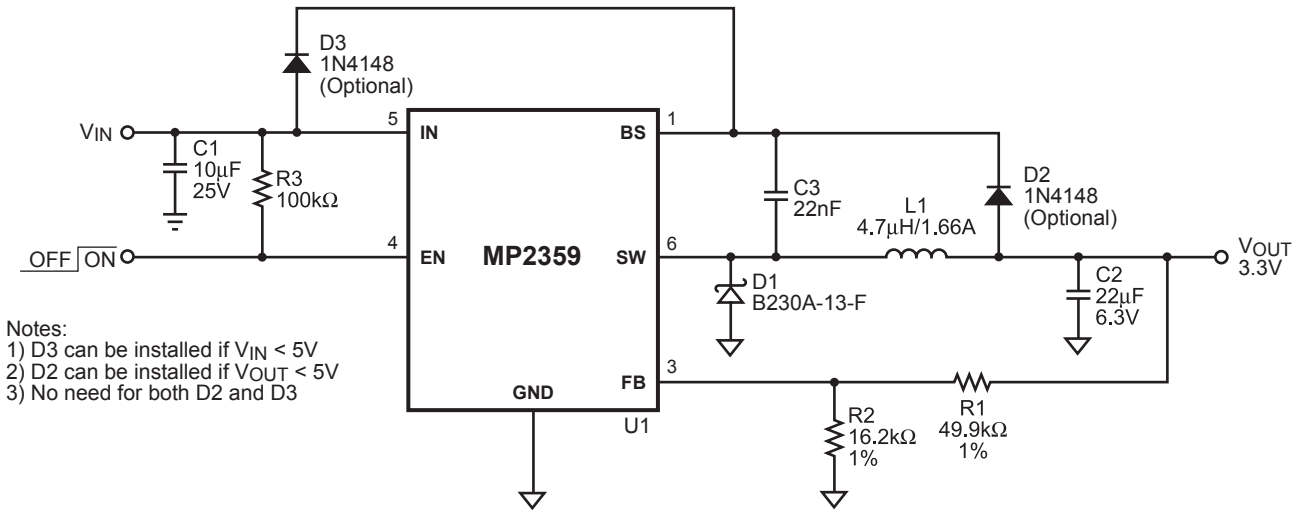 D3
1N4148
(Optional)
VIN
C1
10µF
25V
R3
100kΩ
5
IN
BS
1
C3
22nF
D2
1N4148
(Optional)
L1
4.7µH/1.66A
OFF ON
4
EN
MP2359
SW
6
D1
B230A-13-F
C2
22µF
6.3V
VOUT
3.3V
Notes:
1) D3 can be installed if VIN < 5V
2) D2 can be installed if VOUT < 5V
3) No need for both D2 and D3
FB
3
GND
U1
R2
16.2kΩ
1%
R1
49.9kΩ
1%